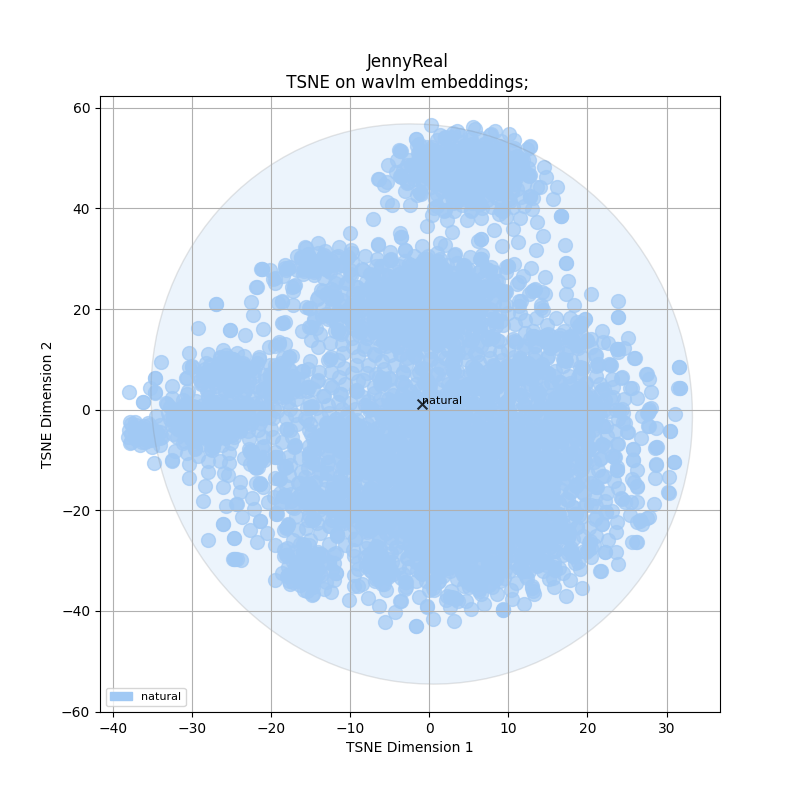 JennyReal
TSNE on wavlm embeddings;
60
40
20
0
−20
−40
−60
TSNE Dimension 2
natural
natural
−40
−30
−20
−10
0
10
20
30
TSNE Dimension 1